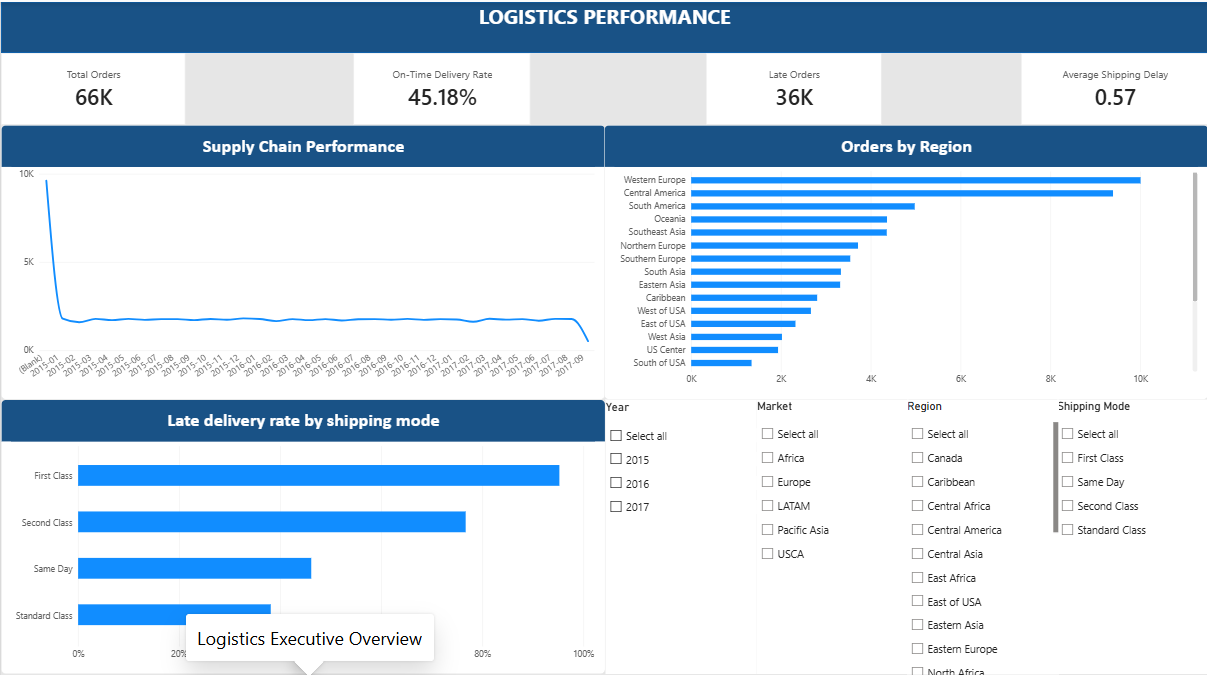 LOGISTICS PERFORMANCE
Total Orders
66K
On-Time Delivery Rate
45.18%
Late Orders
36K
Average Shipping Delay
0.57
Supply Chain Performance
10K
5K
0K
(Blank)
2015-01
2015-02
2015-03
2015-04
2015-05
2015-06
2015-07
2015-08
2015-09
2015-10
2015-11
2015-12
2016-01
2016-02
2016-03
2016-04
2016-05
2016-06
2016-07
2016-08
2016-09
2016-10
2016-11
2016-12
2017-01
2017-02
2017-03
2017-04
2017-05
2017-06
2017-07
2017-08
2017-09
Orders by Region
Western Europe
Central America
South America
Oceania
Southeast Asia
Northern Europe
Southern Europe
South Asia
Eastern Asia
Caribbean
West of USA
East of USA
West Asia
US Center
South of USA
0K 2K 4K 6K 8K 10K
Late delivery rate by shipping mode
First Class
Second Class
Same Day
Standard Class
0% 20% 80% 100%
Logistics Executive Overview
Year
Select all
2015
2016
2017
Market
Select all
Africa
Europe
LATAM
Pacific Asia
USCA
Region
Select all
Canada
Caribbean
Central Africa
Central America
Central Asia
East Africa
East of USA
Eastern Asia
Eastern Europe
North Africa
Shipping Mode
Select all
First Class
Same Day
Second Class
Standard Class